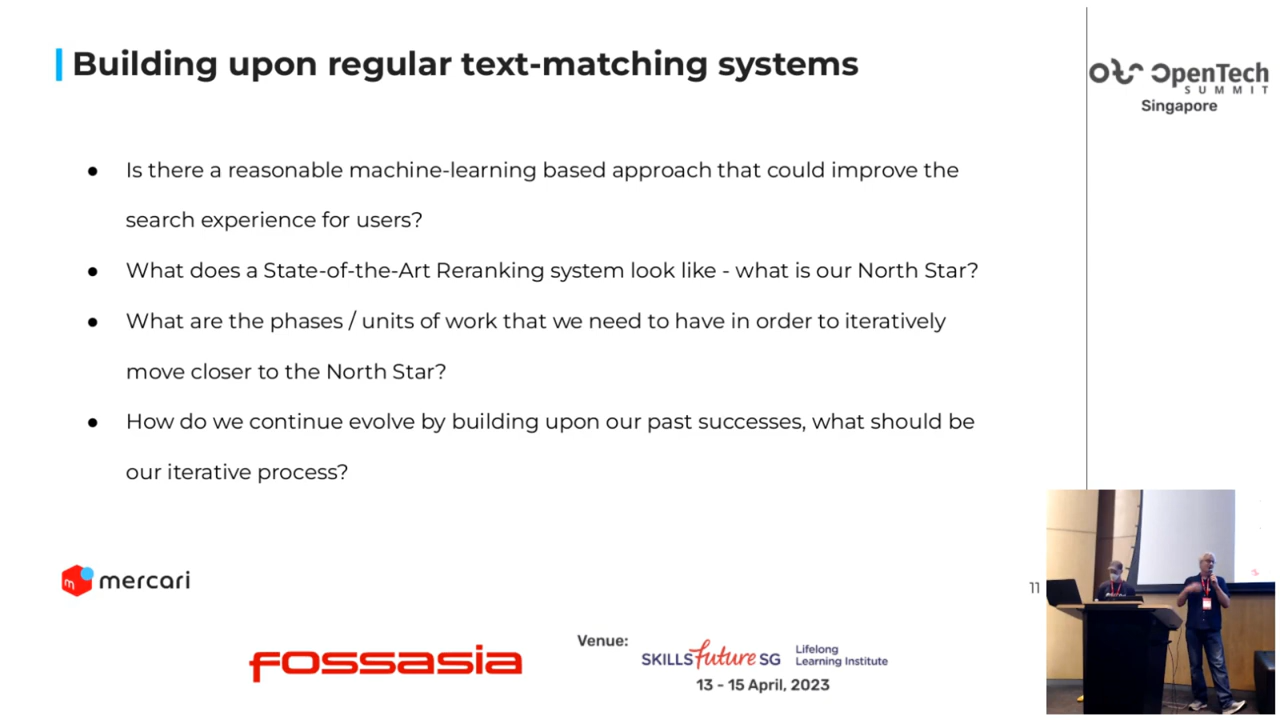 Building upon regular text-matching systems
OpenTech
SUMMIT
Singapore
● Is there a reasonable machine-learning based approach that could improve the
search experience for users?
● What does a State-of-the-Art Reranking system look like - what is our North Star?
● What are the phases / units of work that we need to have in order to iteratively
move closer to the North Star?
● How do we continue evolve by building upon our past successes, what should be
our iterative process?
m mercari
11
FOSSASIA
Venue:
SKILLS future SG
Lifelong
Learning Institute
13 - 15 April, 2023